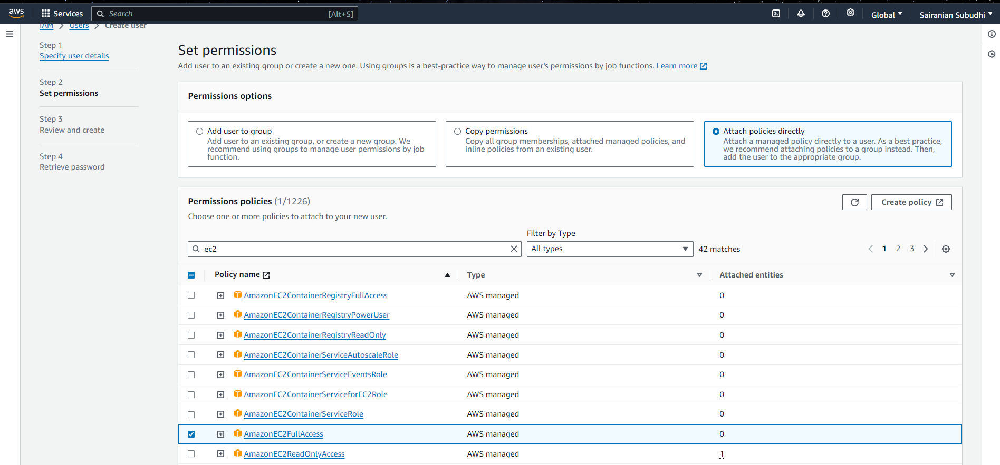 aws
Services
Search
[Alt+S]
Global
Sairanjan Subudhi
IAM
Users
Create user
Step 1
Specify user details
Step 2
Set permissions
Step 3
Review and create
Step 4
Retrieve password
Set permissions
Add user to an existing group or create a new one. Using groups is a best-practice way to manage user's permissions by job functions. Learn more
Permissions options
Add user to group
Add user to an existing group, or create a new group. We
recommend using groups to manage user permissions by job
function.
Copy permissions
Copy all group memberships, attached managed policies, and
inline policies from an existing user.
Attach policies directly
Attach a managed policy directly to a user. As a best practice,
we recommend attaching policies to a group instead. Then,
add the user to the appropriate group.
Permissions policies (1/1226)
Create policy
Choose one or more policies to attach to your new user.
Filter by Type
ec2
All types
42 matches
1 2 3
Policy name Type Attached entities
AmazonEC2ContainerRegistryFullAccess AWS managed 0
AmazonEC2ContainerRegistryPowerUser AWS managed 0
AmazonEC2ContainerRegistryReadOnly AWS managed 0
AmazonEC2ContainerServiceAutoscaleRole AWS managed 0
AmazonEC2ContainerServiceEventsRole AWS managed 0
AmazonEC2ContainerServiceforEC2Role AWS managed 0
AmazonEC2ContainerServiceRole AWS managed 0
AmazonEC2FullAccess AWS managed 0
AmazonEC2ReadOnlyAccess AWS managed 1